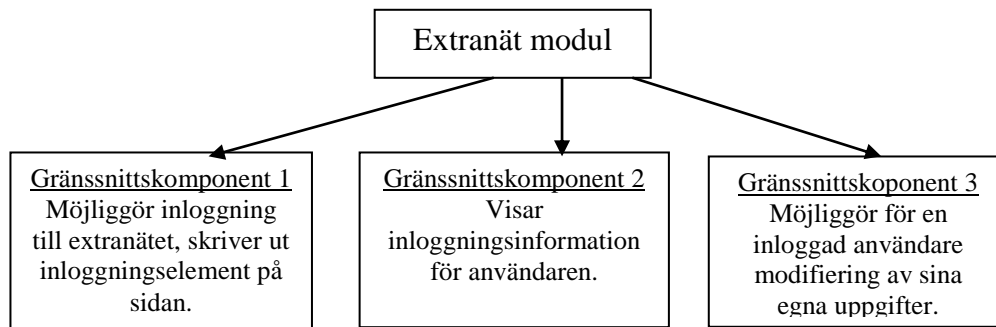 Extranät modul
Gränssnittskomponent 1
Möjliggör inloggning
till extranätet, skriver ut
inloggningselement på
sidan.
Gränssnittskomponent 2
Visar
inloggningsinformation
för användaren.
Gränssnittskoponent 3
Möjliggör för en
inloggad användare
modifiering av sina
egna uppgifter.